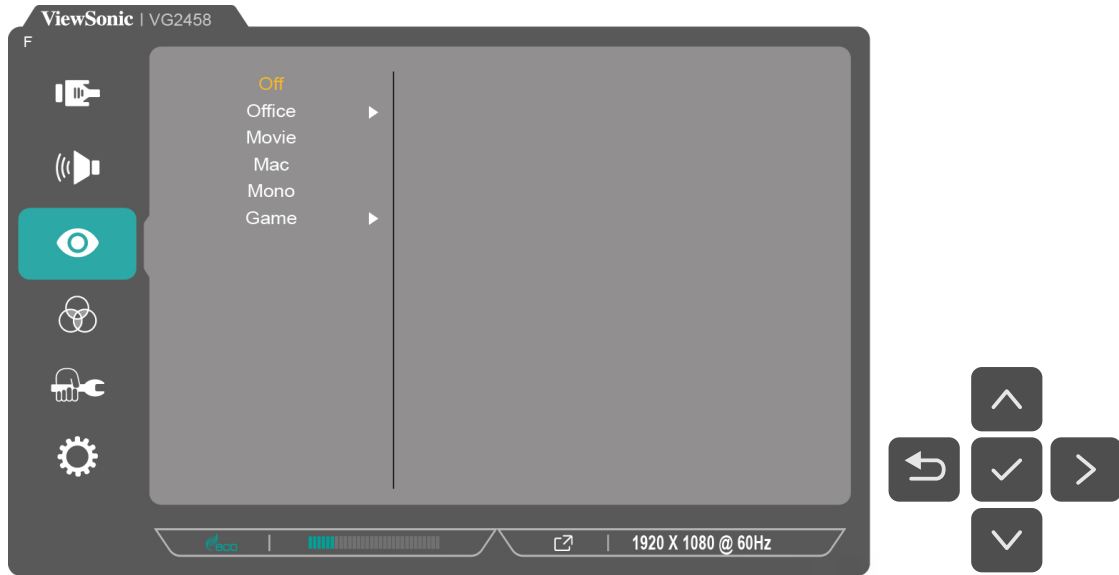 ViewSonic | VG2458
F
Off
Office
Movie
Mac
Mono
Game
eco | 
| 1920 X 1080 @ 60Hz